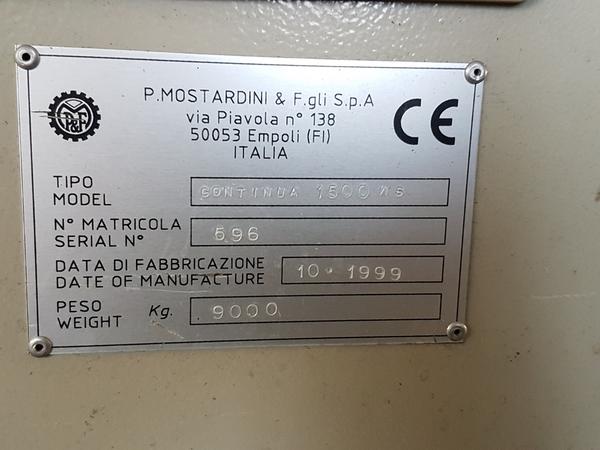 P.MOSTARDINI & F.gli S.p.A
via Piavola n° 138
50053 Empoli (FI)
ITALIA
CE
TIPO
MODEL
CONTINUA 1500 MS
N° MATRICOLA
SERIAL N°
596
DATA DI FABBRICAZIONE
DATE OF MANUFACTURE
10 • 1999
PESO
WEIGHT
Kg.
9000